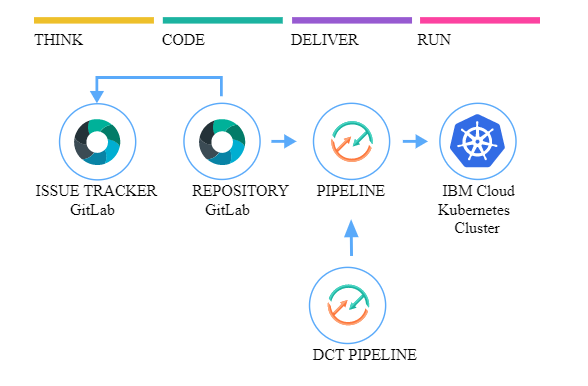 THINK
CODE
DELIVER
RUN
ISSUE TRACKER
GitLab
REPOSITORY
GitLab
PIPELINE
IBM Cloud
Kubernetes
Cluster
DCT PIPELINE